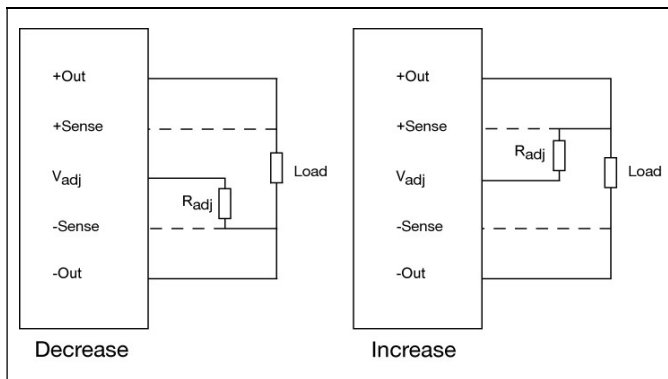 +Out
+Sense
Vadj
-Sense
-Out
Radj
Load
Decrease
+Out
+Sense
Vadj
-Sense
-Out
Radj
Load
Increase